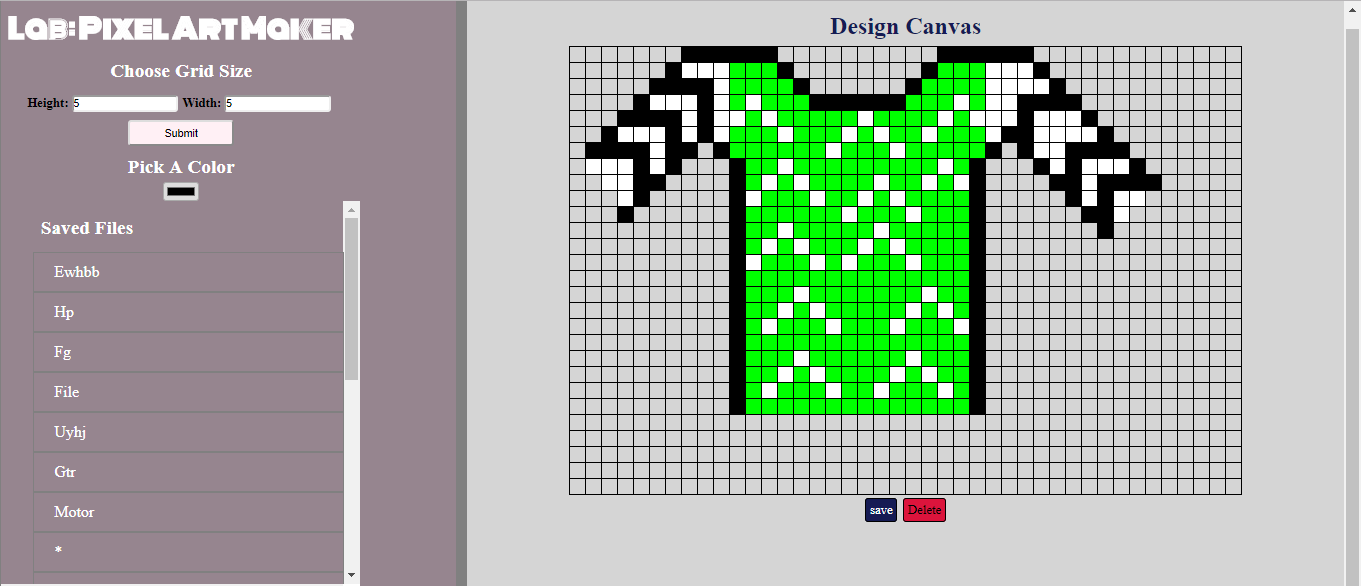 Lab: Pixel Art Maker
Choose Grid Size
Height: 5 Width: 5
Submit
Pick A Color
Saved Files
Ewhbb
Hp
Fg
File
Uyhj
Gtr
Motor
*
Design Canvas
save Delete